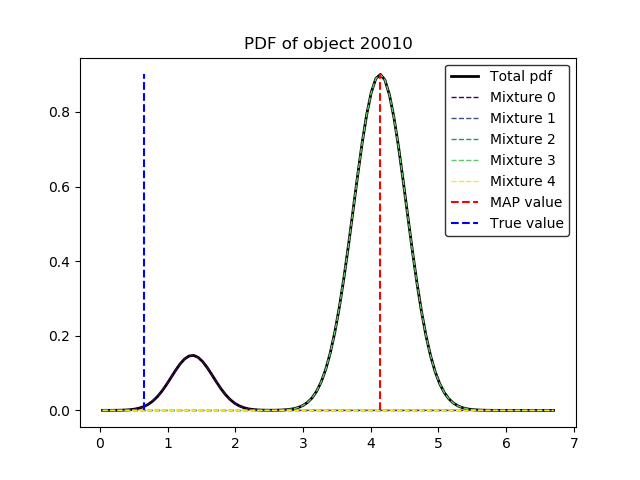 PDF of object 20010
Total pdf
Mixture 0
Mixture 1
Mixture 2
Mixture 3
Mixture 4
MAP value
True value
0.8
0.6
0.4
0.2
0.0
0 1 2 3 4 5 6 7